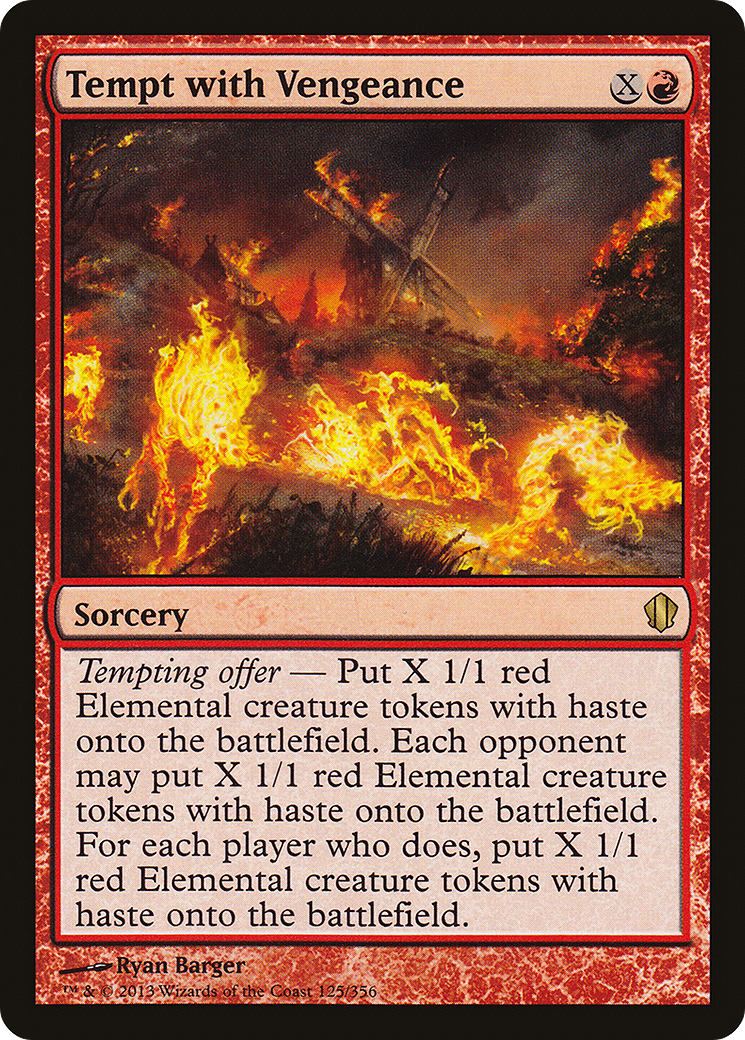 Tempt with Vengeance X
Sorcery
Tempting offer — Put X 1/1 red
Elemental creature tokens with haste
onto the battlefield. Each opponent
may put X 1/1 red Elemental creature
tokens with haste onto the battlefield.
For each player who does, put X 1/1
red Elemental creature tokens with
haste onto the battlefield.
Ryan Barger
™ & © 2013 Wizards of the Coast 125/356